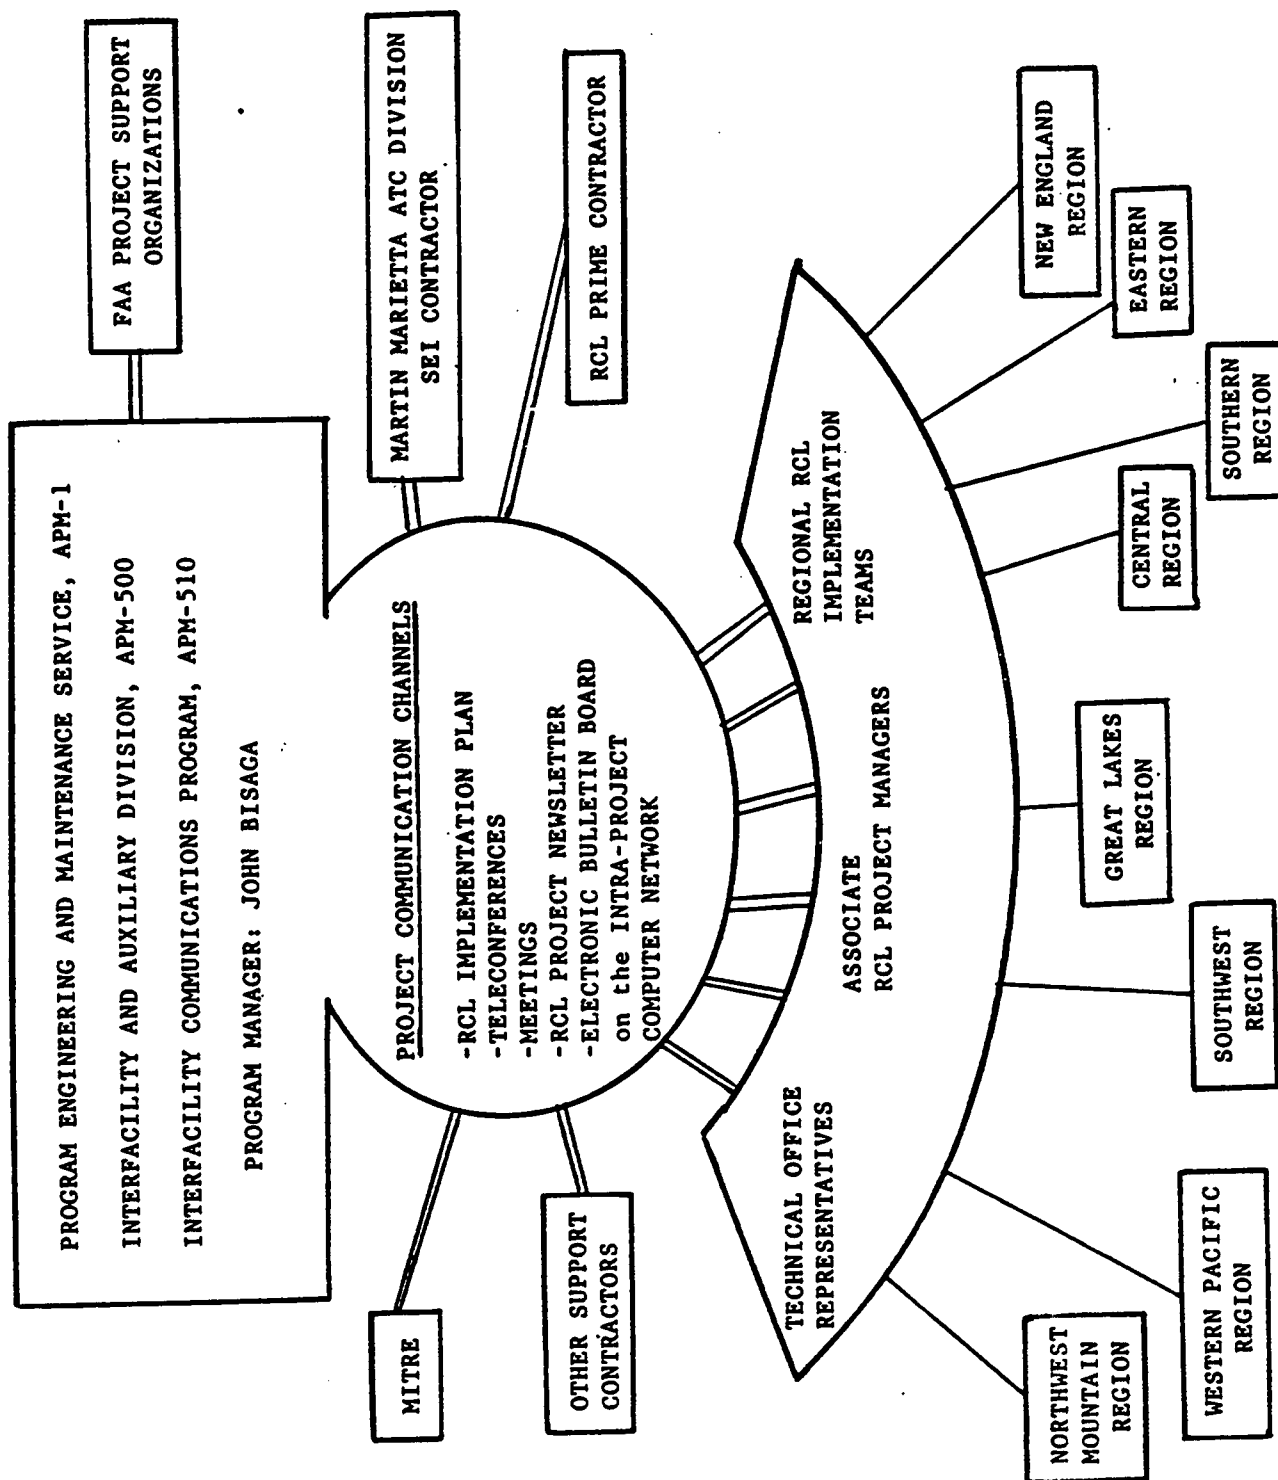 PROGRAM ENGINEERING AND MAINTENANCE SERVICE, APM-1
INTERFACILITY AND AUXILIARY DIVISION, APM-500
INTERFACILITY COMMUNICATIONS PROGRAM, APM-510
PROGRAM MANAGER: JOHN BISAGA
FAA PROJECT SUPPORT
ORGANIZATIONS
MITRE
OTHER SUPPORT
CONTRACTORS
PROJECT COMMUNICATION CHANNELS
-RCL IMPLEMENTATION PLAN
-TELECONFERENCES
-MEETINGS
-RCL PROJECT NEWSLETTER
-ELECTRONIC BULLETIN BOARD
on the INTRA-PROJECT
COMPUTER NETWORK
MARTIN MARIETTA ATC DIVISION
SEI CONTRACTOR
RCL PRIME CONTRACTOR
TECHNICAL OFFICE
REPRESENTATIVES
ASSOCIATE
RCL PROJECT MANAGERS
REGIONAL RCL
IMPLEMENTATION
TEAMS
NORTHWEST
MOUNTAIN
REGION
WESTERN PACIFIC
REGION
SOUTHWEST
REGION
GREAT LAKES
REGION
CENTRAL
REGION
SOUTHERN
REGION
EASTERN
REGION
NEW ENGLAND
REGION